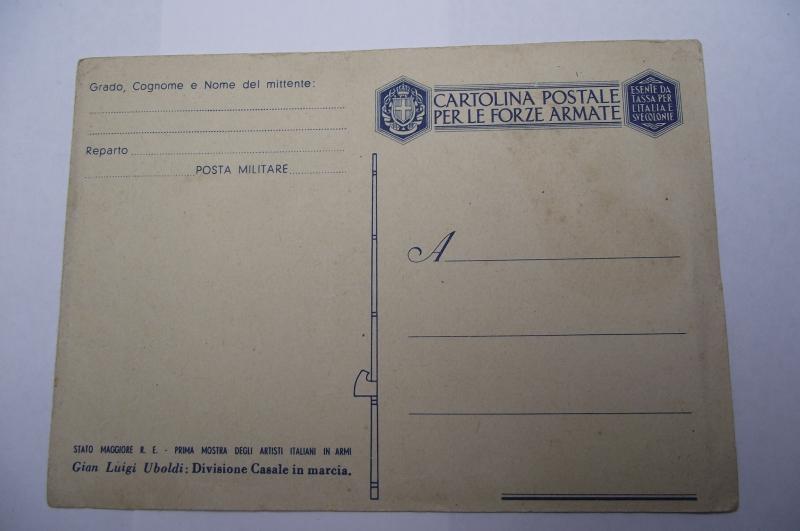 Grado, Cognome e Nome del mittente:
Reparto
POSTA MILITARE
STATO MAGGIORE R. E. - PRIMA MOSTRA DEGLI ARTISTI ITALIANI IN ARMI
Gian Luigi Uboldi: Divisione Casale in marcia.
CARTOLINA POSTALE
PER LE FORZE ARMATE
ESENTE DA
TASSA PER
L'ITALIA E
SVE COLONIE
A